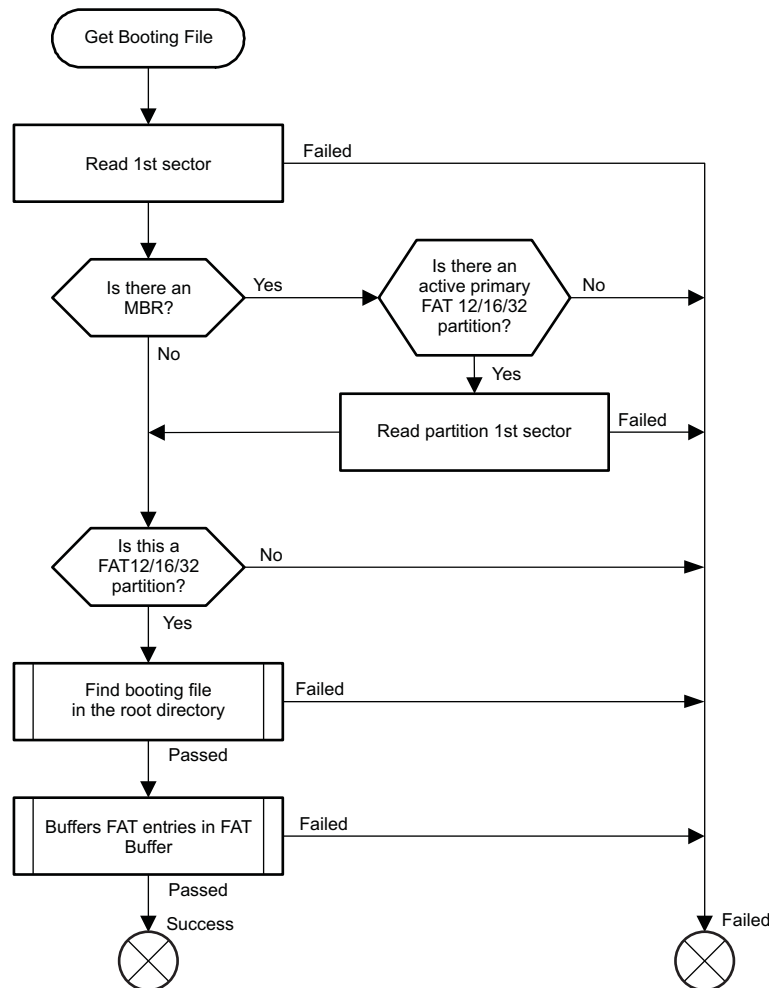 Get Booting File
Read 1st sector
Failed
Is there an
MBR?
Yes
Is there an
active primary
FAT 12/16/32
partition?
No
No
Yes
Read partition 1st sector
Failed
Is this a
FAT12/16/32
partition?
No
Yes
Find booting file
in the root directory
Failed
Passed
Buffers FAT entries in FAT
Buffer
Failed
Passed
Success
Failed